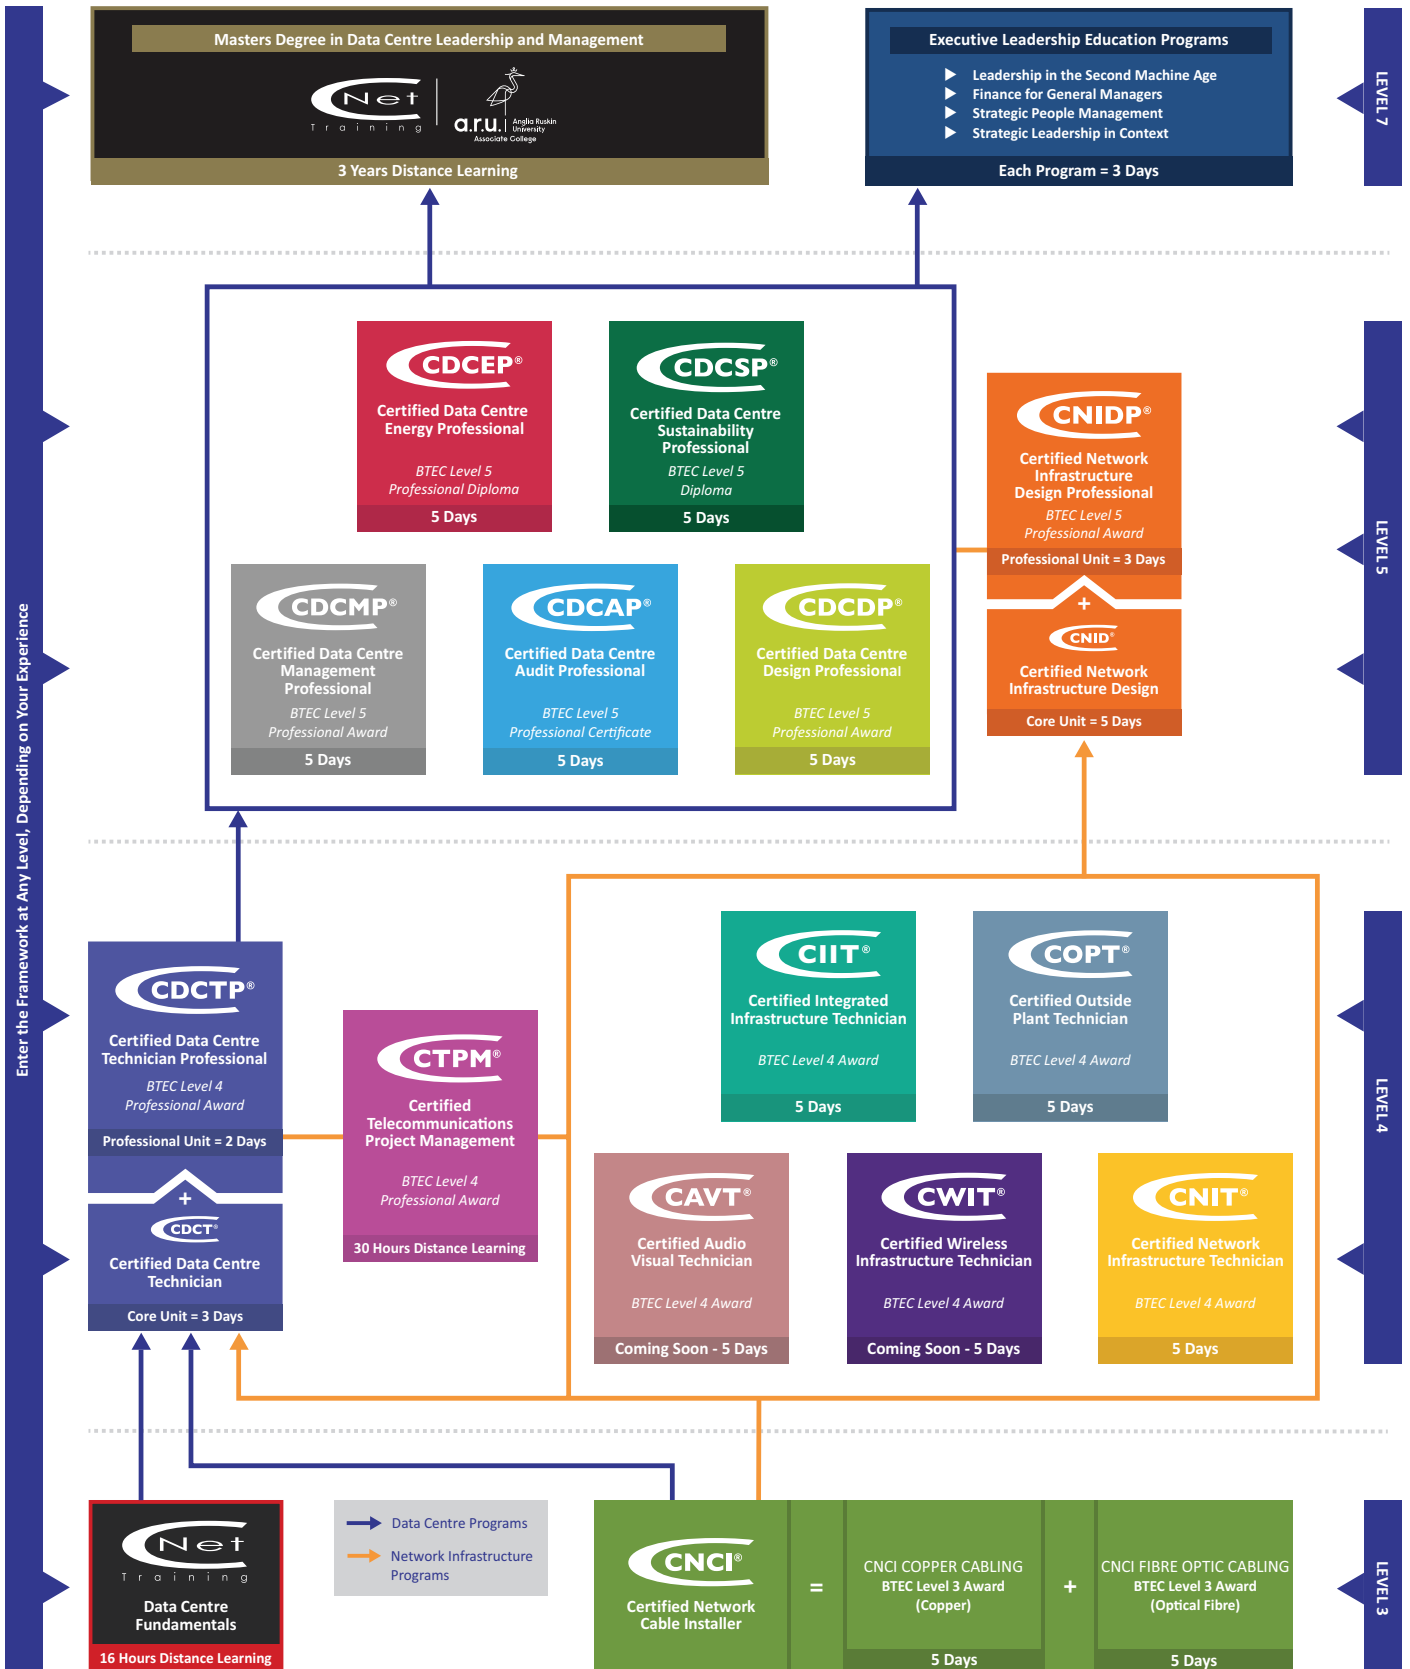 Enter the Framework at Any Level, Depending on Your Experience
Masters Degree in Data Centre Leadership and Management
CNet
Training
a.r.u.
Anglia Ruskin
University
Associate College
3 Years Distance Learning
Executive Leadership Education Programs
Leadership in the Second Machine Age
Finance for General Managers
Strategic People Management
Strategic Leadership in Context
Each Program = 3 Days
LEVEL 7
CDCEP®
Certified Data Centre
Energy Professional
BTEC Level 5
Professional Diploma
5 Days
CDCSP®
Certified Data Centre
Sustainability
Professional
BTEC Level 5
Diploma
5 Days
CNIDP®
Certified Network
Infrastructure
Design Professional
BTEC Level 5
Professional Award
Professional Unit = 3 Days
+
CNID®
Certified Network
Infrastructure Design
Core Unit = 5 Days
CDCMP®
Certified Data Centre
Management
Professional
BTEC Level 5
Professional Award
5 Days
CDCAP®
Certified Data Centre
Audit Professional
BTEC Level 5
Professional Certificate
5 Days
CDCDP®
Certified Data Centre
Design Professional
BTEC Level 5
Professional Award
5 Days
LEVEL 5
CDCTP®
Certified Data Centre
Technician Professional
BTEC Level 4
Professional Award
Professional Unit = 2 Days
+
CDCT®
Certified Data Centre
Technician
Core Unit = 3 Days
CTPM®
Certified
Telecommunications
Project Management
BTEC Level 4
Professional Award
30 Hours Distance Learning
CIIT®
Certified Integrated
Infrastructure Technician
BTEC Level 4 Award
5 Days
COPT®
Certified Outside
Plant Technician
BTEC Level 4 Award
5 Days
CAVT®
Certified Audio
Visual Technician
BTEC Level 4 Award
Coming Soon - 5 Days
CWIT®
Certified Wireless
Infrastructure Technician
BTEC Level 4 Award
Coming Soon - 5 Days
CNIT®
Certified Network
Infrastructure Technician
BTEC Level 4 Award
5 Days
LEVEL 4
CNet
Training
Data Centre
Fundamentals
16 Hours Distance Learning
Data Centre Programs
Network Infrastructure
Programs
CNCI®
Certified Network
Cable Installer
=
CNCI COPPER CABLING
BTEC Level 3 Award
(Copper)
5 Days
+
CNCI FIBRE OPTIC CABLING
BTEC Level 3 Award
(Optical Fibre)
5 Days
LEVEL 3